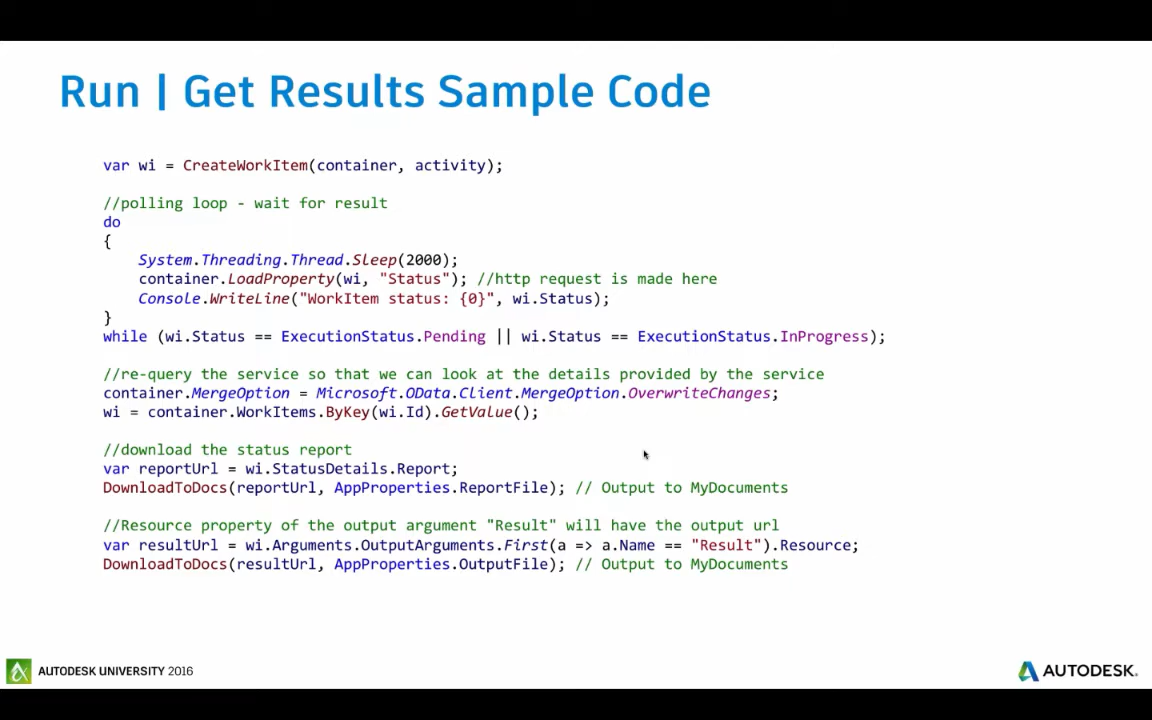 Run | Get Results Sample Code
var wi = CreateWorkItem(container, activity);
//polling loop - wait for result
do
{
System.Threading.Thread.Sleep(2000);
container.LoadProperty(wi, "Status"); //http request is made here
Console.WriteLine("WorkItem status: {0}", wi.Status);
}
while (wi.Status == ExecutionStatus.Pending || wi.Status == ExecutionStatus.InProgress);
//re-query the service so that we can look at the details provided by the service
container.MergeOption = Microsoft.OData.Client.MergeOption.OverwriteChanges;
wi = container.WorkItems.ByKey(wi.Id).GetValue();
//download the status report
var reportUrl = wi.StatusDetails.Report;
DownloadToDocs(reportUrl, AppProperties.ReportFile); // Output to MyDocuments
//Resource property of the output argument "Result" will have the output url
var resultUrl = wi.Arguments.OutputArguments.First(a => a.Name == "Result").Resource;
DownloadToDocs(resultUrl, AppProperties.OutputFile); // Output to MyDocuments
AUTODESK UNIVERSITY 2016
AUTODESK.